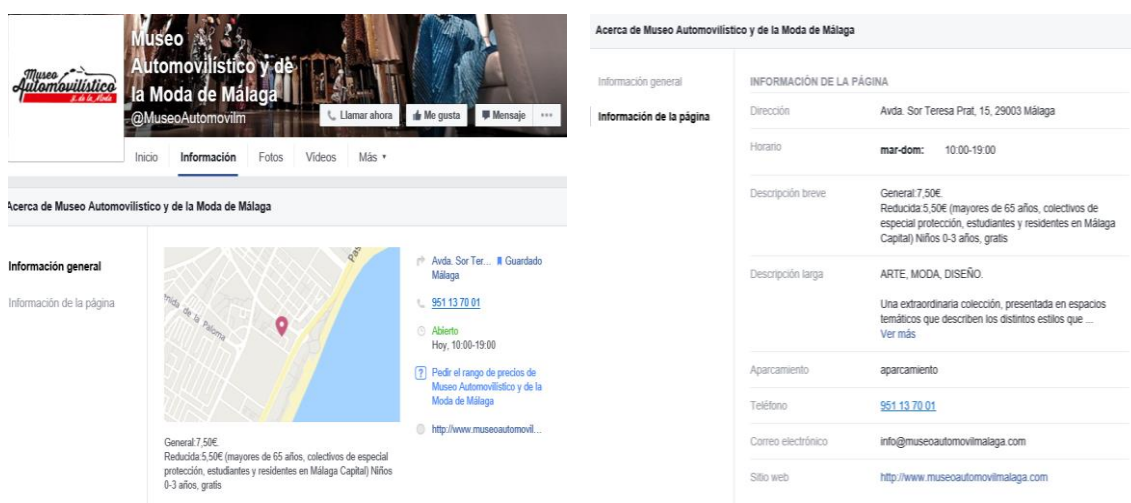 Museo
Automovilístico
y de la Moda
Museo
Automovilístico y de
la Moda de Málaga
@MuseoAutomovilm
Llamar ahora
Me gusta
Mensaje
Inicio
Información
Fotos
Vídeos
Más
Acerca de Museo Automovilístico y de la Moda de Málaga
Información general
Información de la página
Pas
nida de la Paloma
Avda. Sor Ter... Guardado
Málaga
951 13 70 01
Abierto
Hoy, 10:00-19:00
? Pedir el rango de precios de
Museo Automovilístico y de la
Moda de Málaga
http://www.museoautomovil...
General:7,50€.
Reducida:5,50€ (mayores de 65 años, colectivos de especial
protección, estudiantes y residentes en Málaga Capital) Niños
0-3 años, gratis
Acerca de Museo Automovilístico y de la Moda de Málaga
Información general
Información de la página
INFORMACIÓN DE LA PÁGINA
Dirección Avda. Sor Teresa Prat, 15, 29003 Málaga
Horario mar-dom: 10:00-19:00
Descripción breve General:7,50€.
Reducida:5,50€ (mayores de 65 años, colectivos de
especial protección, estudiantes y residentes en Málaga
Capital) Niños 0-3 años, gratis
Descripción larga ARTE, MODA, DISEÑO.
Una extraordinaria colección, presentada en espacios
temáticos que describen los distintos estilos que ...
Ver más
Aparcamiento aparcamiento
Teléfono 951 13 70 01
Correo electrónico info@museoautomovilmalaga.com
Sitio web http://www.museoautomovilmalaga.com